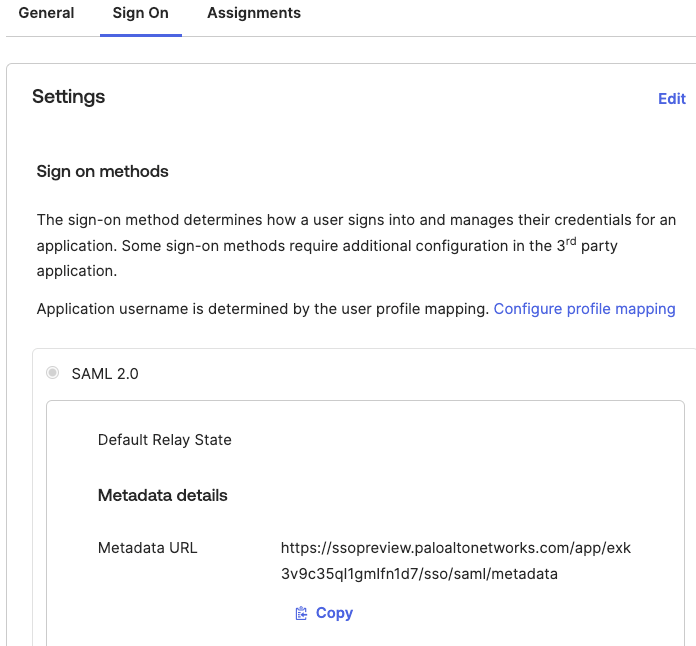 General Sign On Assignments
Settings
Edit
Sign on methods
The sign-on method determines how a user signs into and manages their credentials for an
application. Some sign-on methods require additional configuration in the 3rd party
application.
Application username is determined by the user profile mapping. Configure profile mapping
SAML 2.0
Default Relay State
Metadata details
Metadata URL https://ssopreview.paloaltonetworks.com/app/exk
3v9c35ql1gmlfn1d7/sso/saml/metadata
Copy